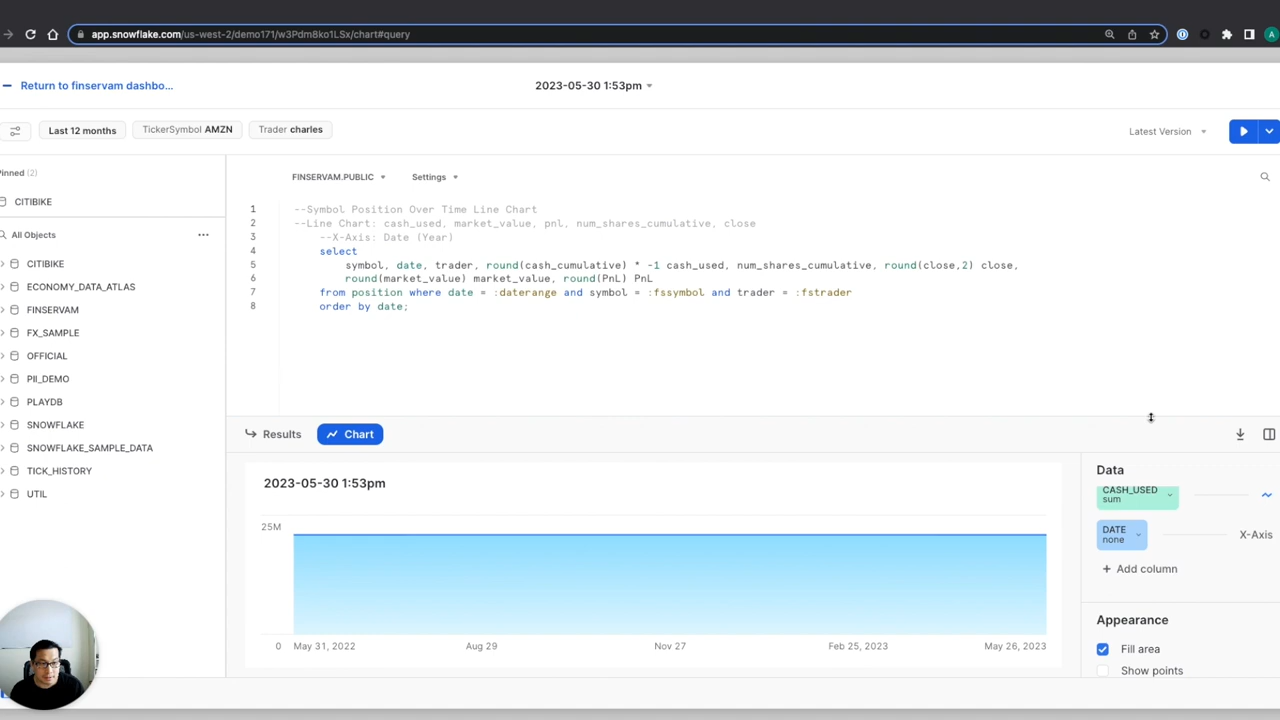 app.snowflake.com/us-west-2/demo171/w3Pdm8ko1LSx/chart#query
A
Return to finservam dashbo...
2023-05-30 1:53pm
Last 12 months
TickerSymbol AMZN
Trader charles
Latest Version
inned (2)
CITIBIKE
All Objects
...
CITIBIKE
ECONOMY_DATA_ATLAS
FINSERVAM
FX_SAMPLE
OFFICIAL
PII_DEMO
PLAYDB
SNOWFLAKE
SNOWFLAKE_SAMPLE_DATA
TICK_HISTORY
UTIL
FINSERVAM.PUBLIC
Settings
1 --Symbol Position Over Time Line Chart
2 --Line Chart: cash_used, market_value, pnl, num_shares_cumulative, close
3 --X-Axis: Date (Year)
4 select
5 symbol, date, trader, round(cash_cumulative) * -1 cash_used, num_shares_cumulative, round(close,2) close,
6 round(market_value) market_value, round(PnL) PnL
7 from position where date = :daterange and symbol = :fssymbol and trader = :fstrader
8 order by date;
Results
Chart
2023-05-30 1:53pm
25M
0
May 31, 2022
Aug 29
Nov 27
Feb 25, 2023
May 26, 2023
Data
CASH_USED
sum
DATE
none
X-Axis
+ Add column
Appearance
Fill area
Show points